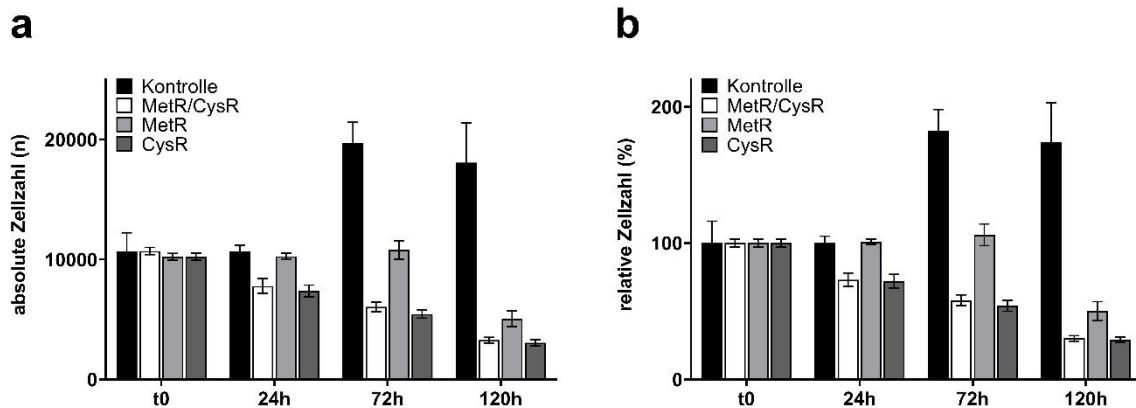 a
absolute Zellzahl (n)
20000
10000
0
Kontrolle
MetR/CysR
MetR
CysR
t0 24h 72h 120h
b
relative Zellzahl (%)
200
100
0
Kontrolle
MetR/CysR
MetR
CysR
t0 24h 72h 120h